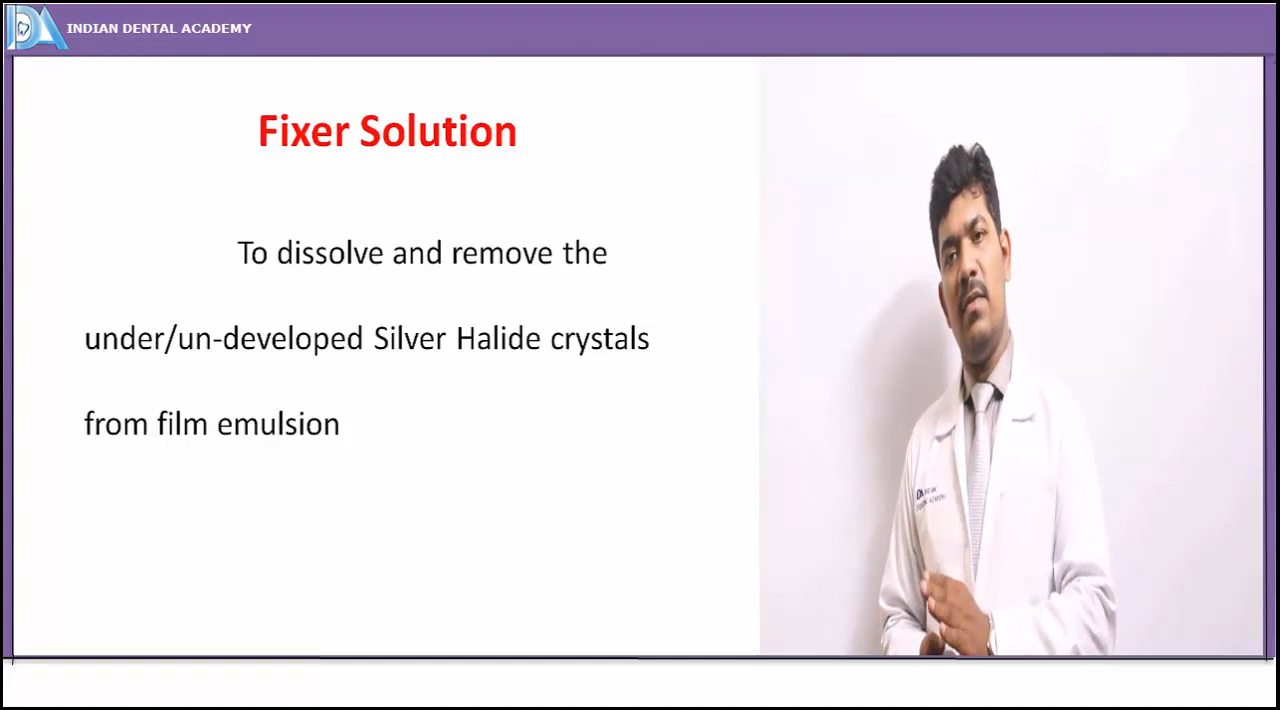 INDIAN DENTAL ACADEMY
Fixer Solution
To dissolve and remove the
under/un-developed Silver Halide crystals
from film emulsion